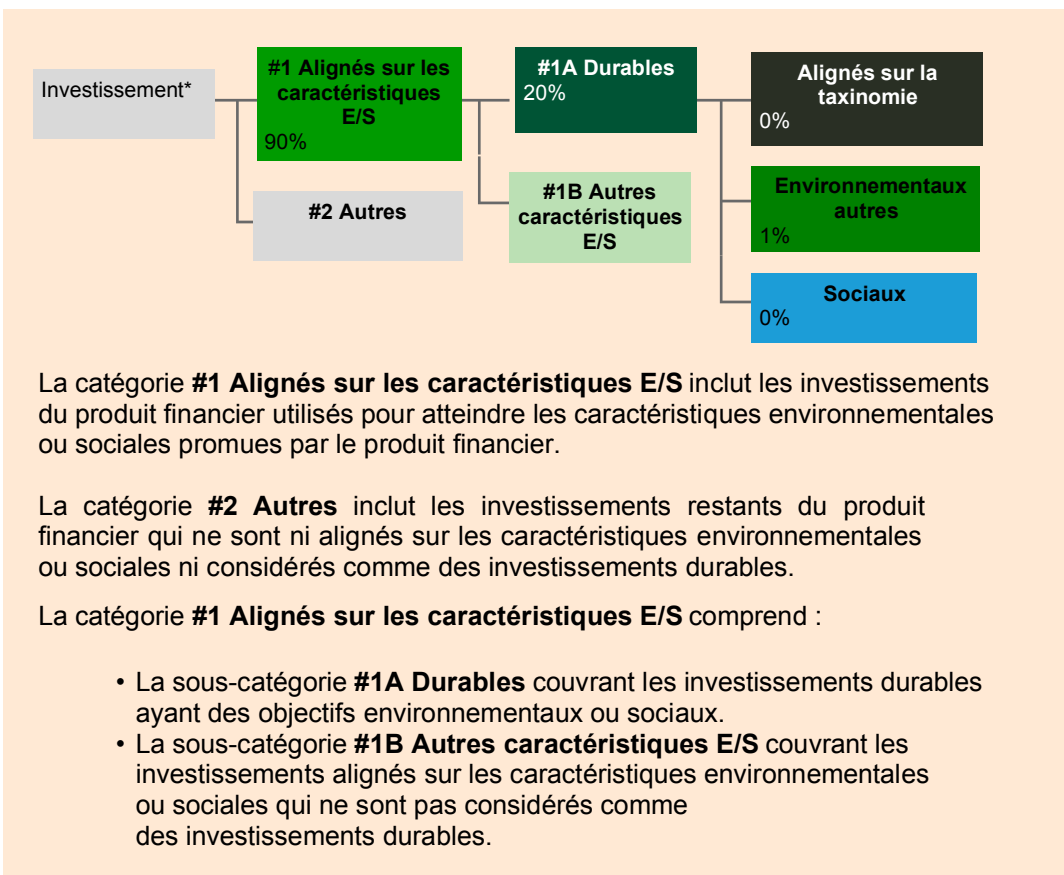 Investissement*
#1 Alignés sur les
caractéristiques
E/S
90%
#2 Autres
#1A Durables
20%
#1B Autres
caractéristiques
E/S
Alignés sur la
taxinomie
0%
Environnementaux
autres
1%
Sociaux
0%
La catégorie #1 Alignés sur les caractéristiques E/S inclut les investissements
du produit financier utilisés pour atteindre les caractéristiques environnementales
ou sociales promues par le produit financier.
La catégorie #2 Autres inclut les investissements restants du produit
financier qui ne sont ni alignés sur les caractéristiques environnementales
ou sociales ni considérés comme des investissements durables.
La catégorie #1 Alignés sur les caractéristiques E/S comprend :
• La sous-catégorie #1A Durables couvrant les investissements durables
ayant des objectifs environnementaux ou sociaux.
• La sous-catégorie #1B Autres caractéristiques E/S couvrant les
investissements alignés sur les caractéristiques environnementales
ou sociales qui ne sont pas considérés comme
des investissements durables.